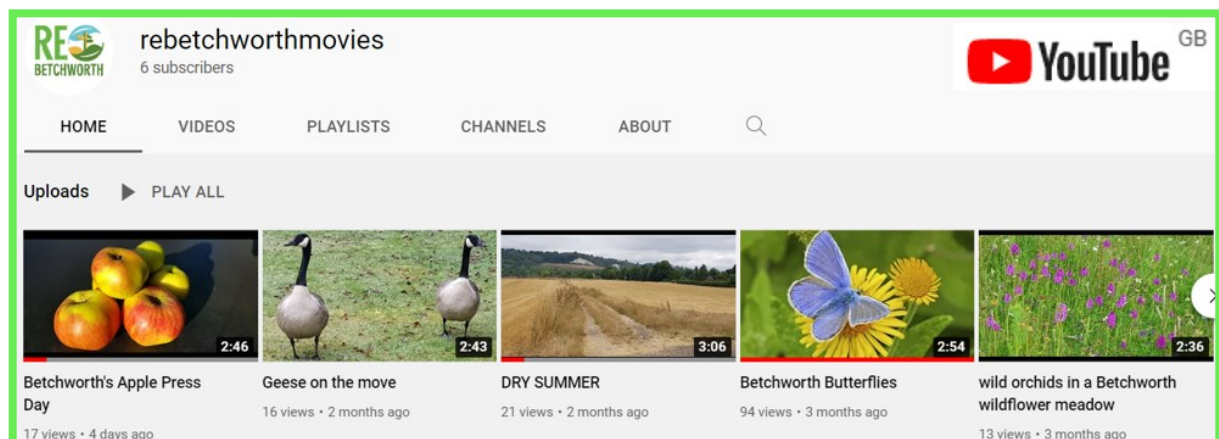 RE
BETCHWORTH
rebetchworthmovies
6 subscribers
YouTube GB
HOME VIDEOS PLAYLISTS CHANNELS ABOUT
Uploads PLAY ALL
2:46 2:43 3:06 2:54 2:36
Betchworth's Apple Press Day
17 views • 4 days ago
Geese on the move
16 views • 2 months ago
DRY SUMMER
21 views • 2 months ago
Betchworth Butterflies
94 views • 3 months ago
wild orchids in a Betchworth
wildflower meadow
13 views • 3 months ago